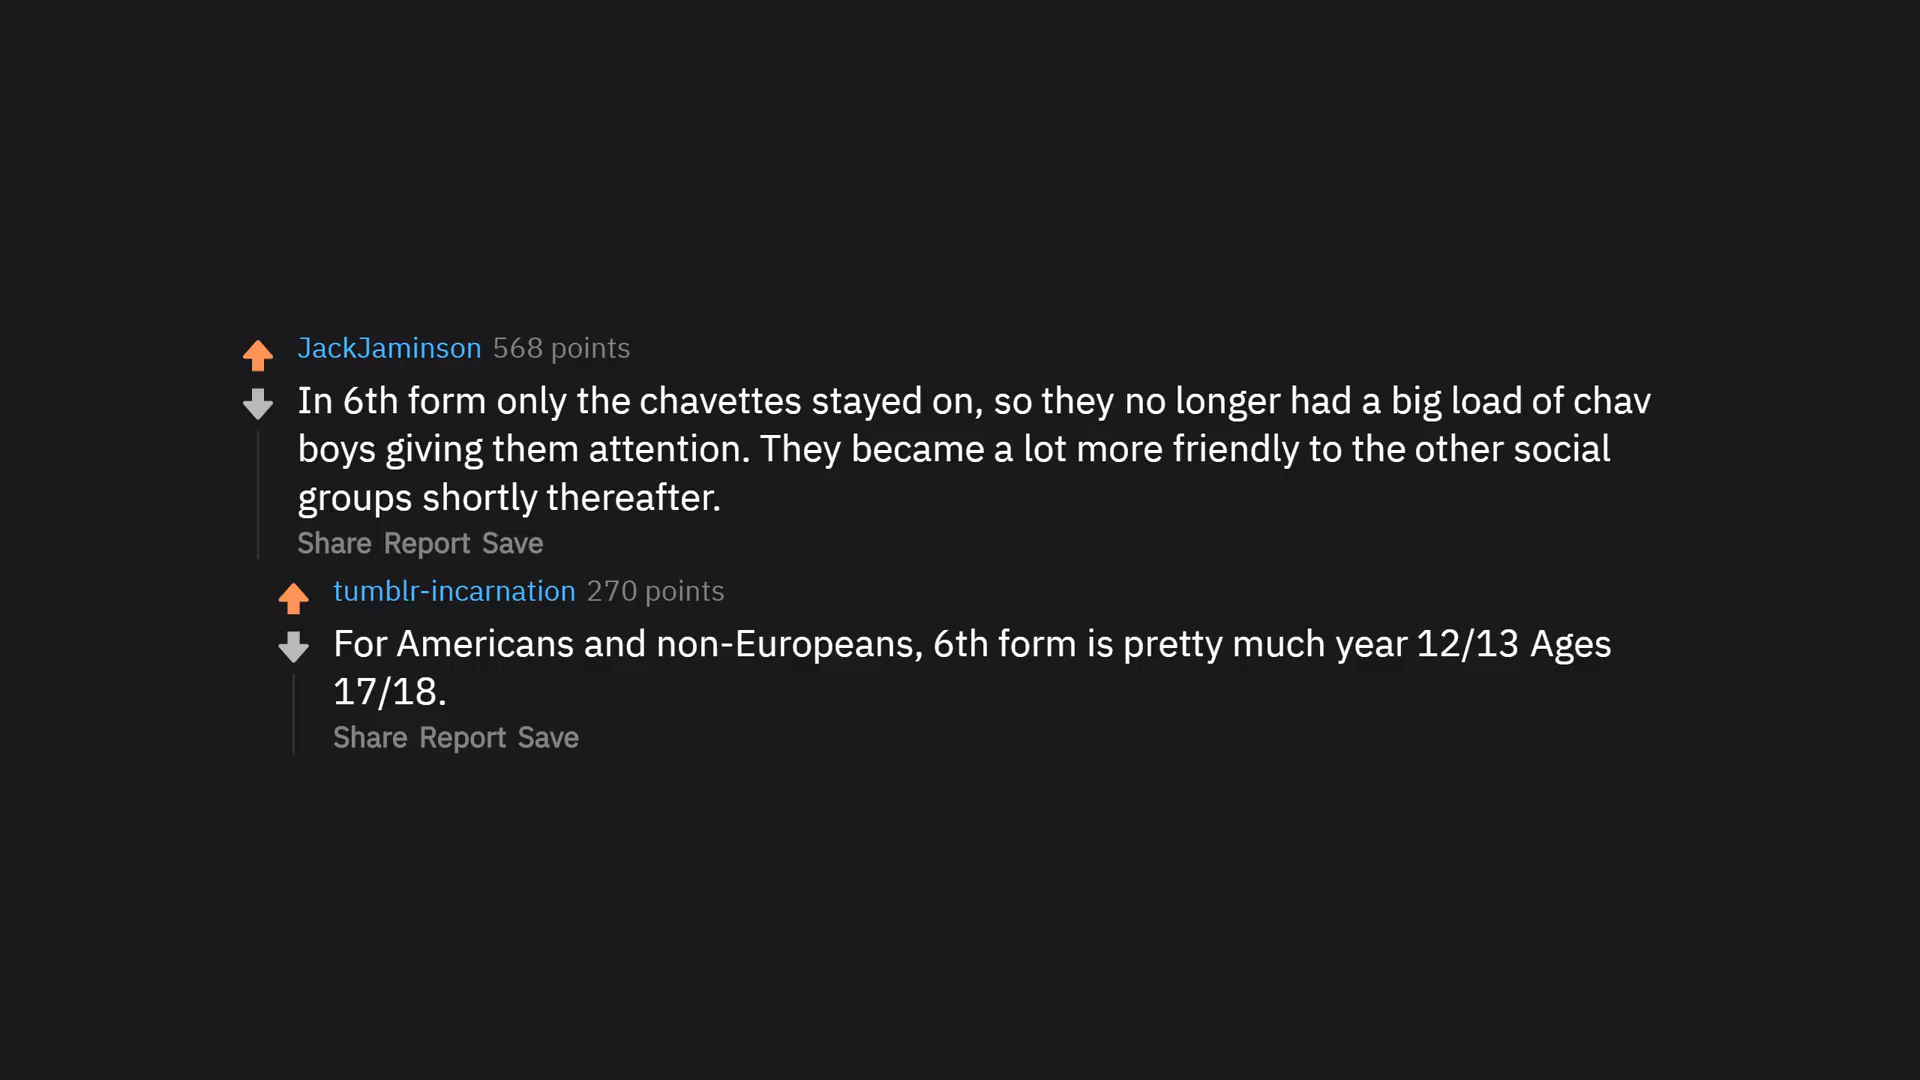 JackJaminson 568 points
In 6th form only the chavettes stayed on, so they no longer had a big load of chav
boys giving them attention. They became a lot more friendly to the other social
groups shortly thereafter.
Share Report Save
tumblr-incarnation 270 points
For Americans and non-Europeans, 6th form is pretty much year 12/13 Ages
17/18.
Share Report Save